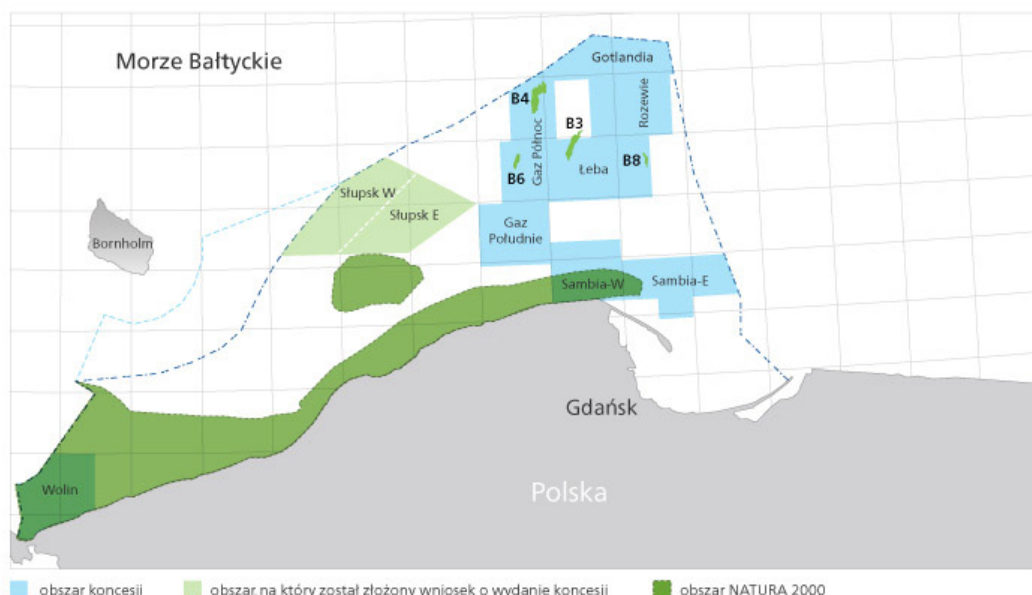 Morze Bałtyckie
Gotlandia
B4
B3
Rozewie
Gaz Północ
B6
Łeba
B8
Słupsk W
Słupsk E
Bornholm
Gaz
Południe
Sambia-W
Sambia-E
Gdańsk
Wolin
Polska
obszar koncesji
obszar na który został złożony wniosek o wydanie koncesji
obszar NATURA 2000